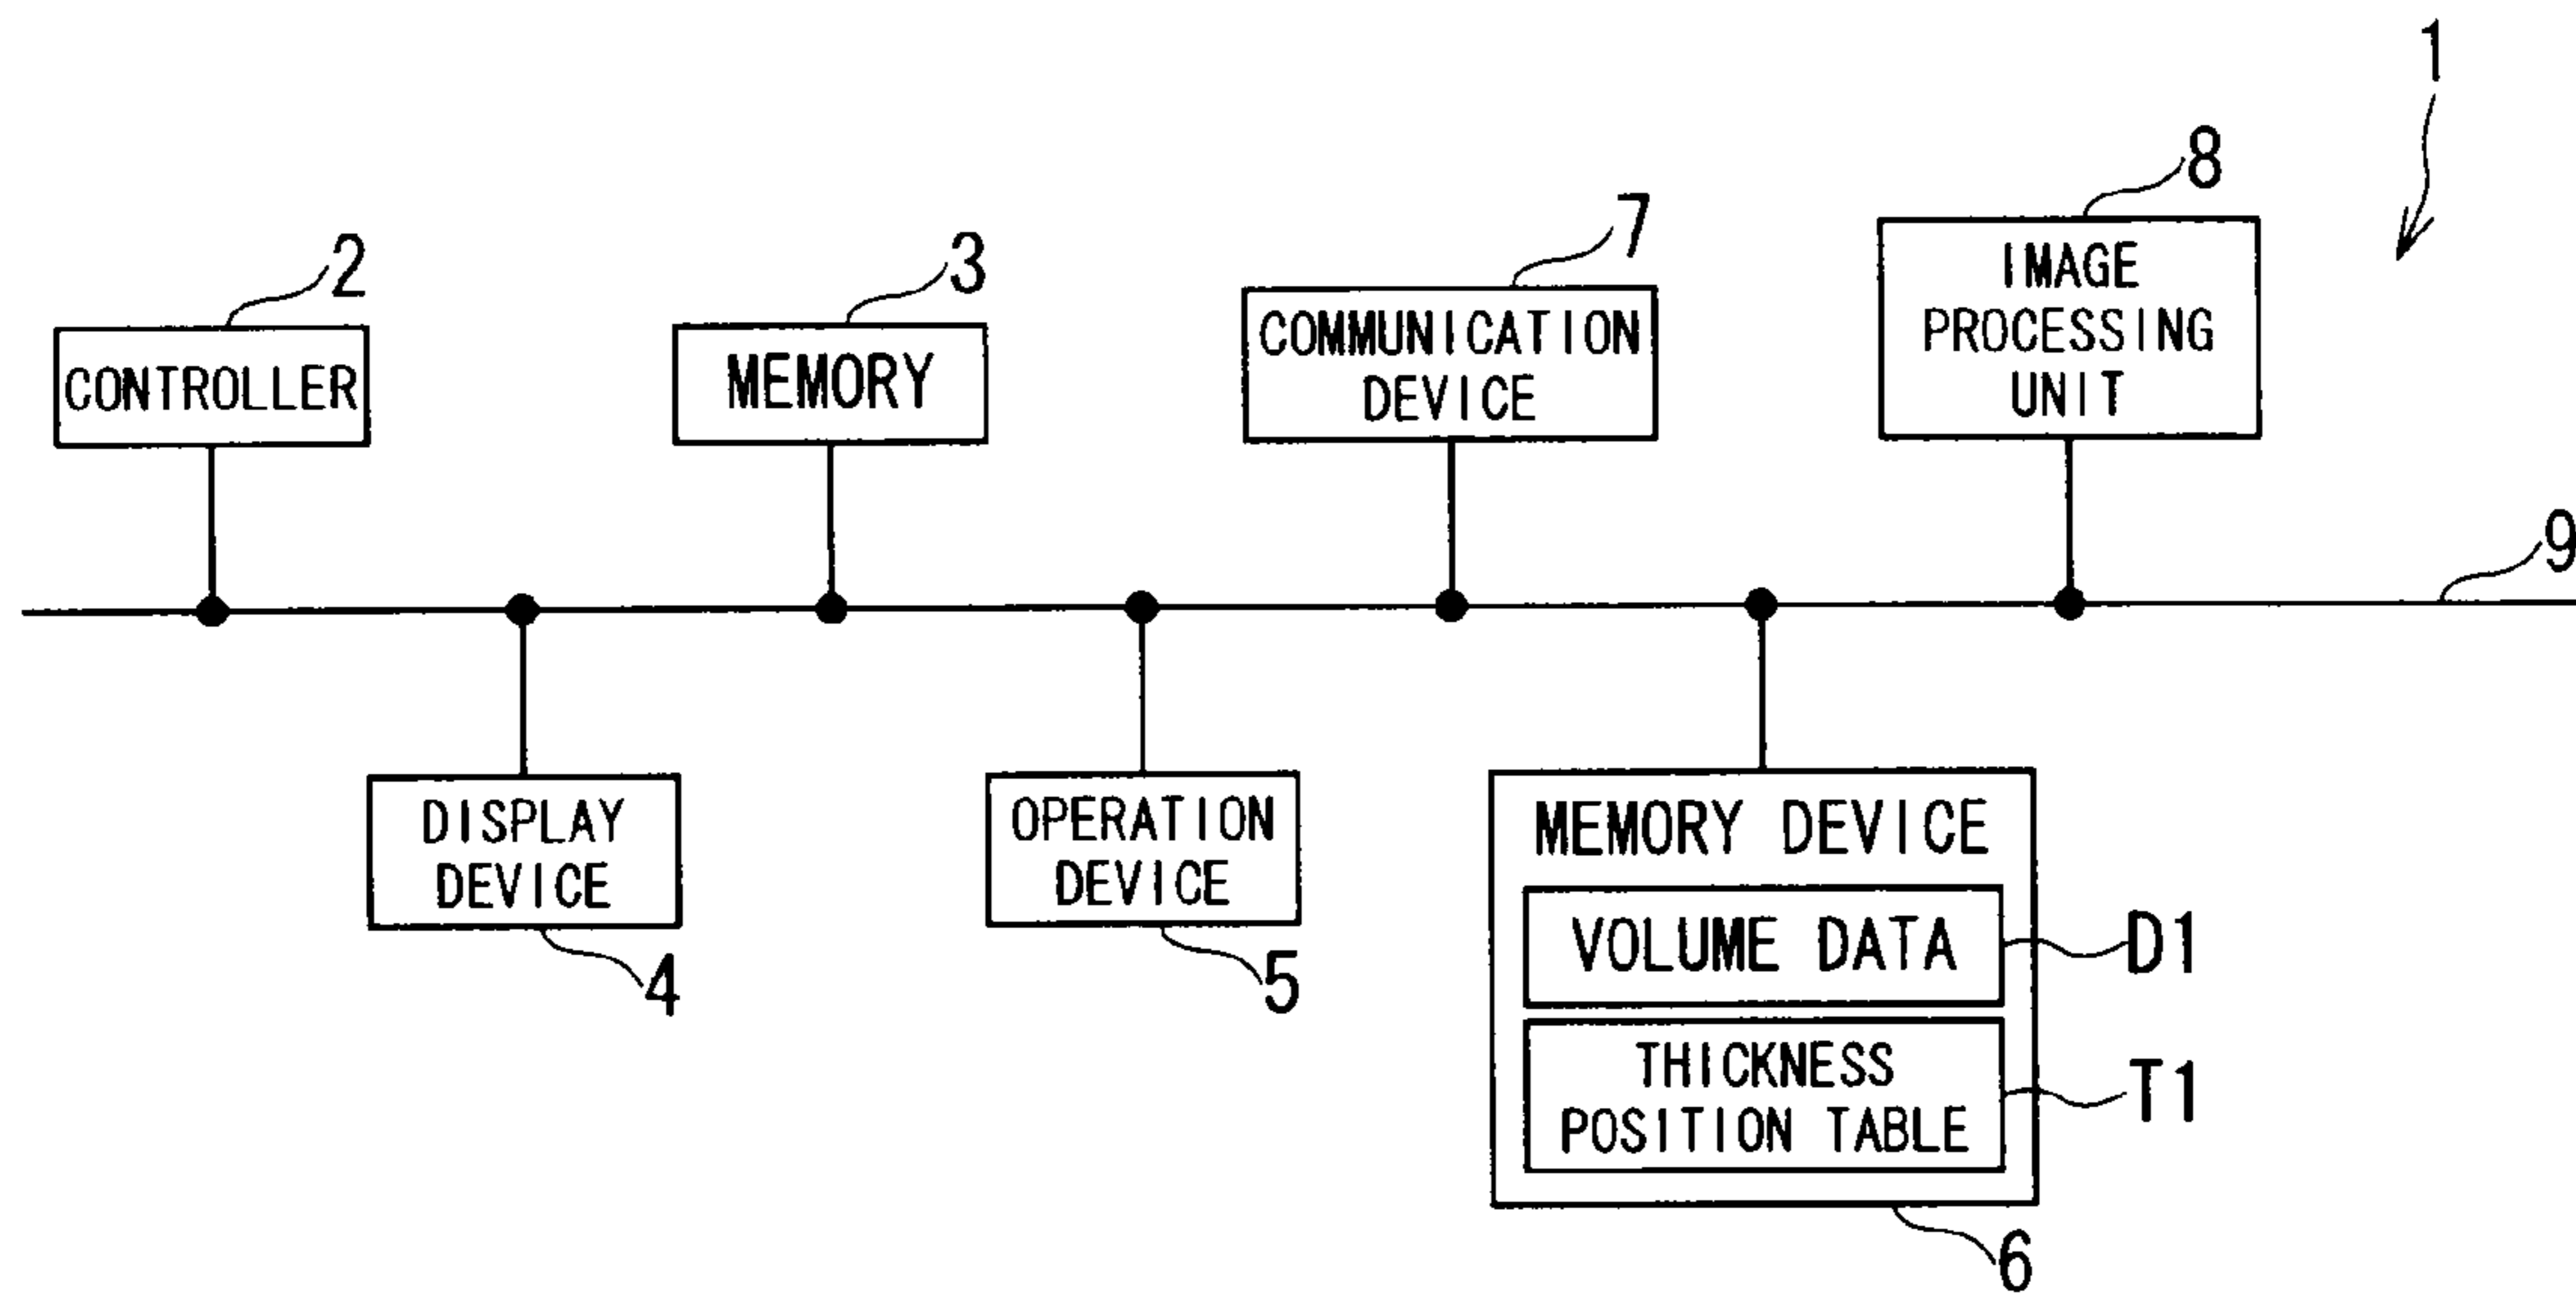 1
8
7
2
3
IMAGE
PROCESSING
UNIT
COMMUNICATION
DEVICE
CONTROLLER
MEMORY
9
DISPLAY
DEVICE
4
OPERATION
DEVICE
5
MEMORY DEVICE
VOLUME DATA
D1
THICKNESS
POSITION TABLE
T1
6